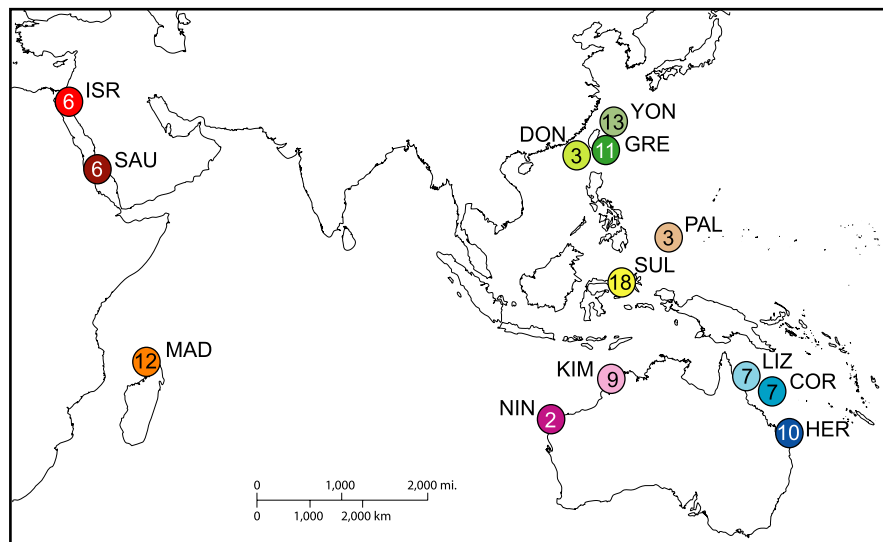 6 ISR
13 YON
DON 3
11 GRE
6 SAU
3 PAL
SUL
18
12 MAD
KIM 9
7 LIZ
7 COR
NIN 2
10 HER
0 1,000 2,000 mi.
0 1,000 2,000 km